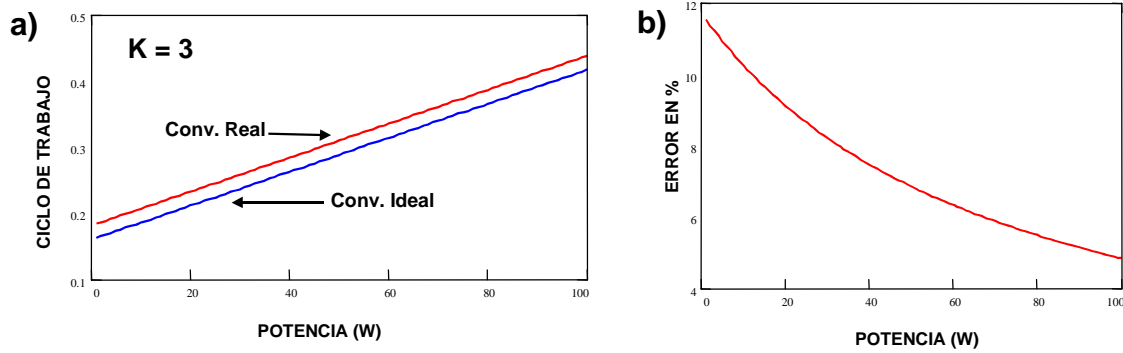 a)
K = 3
CICLO DE TRABAJO
0.5
0.4
0.3
0.2
0.1
Conv. Real
Conv. Ideal
0 20 40 60 80 100
POTENCIA (W)
b)
ERROR EN %
12
10
8
6
4
0 20 40 60 80 100
POTENCIA (W)